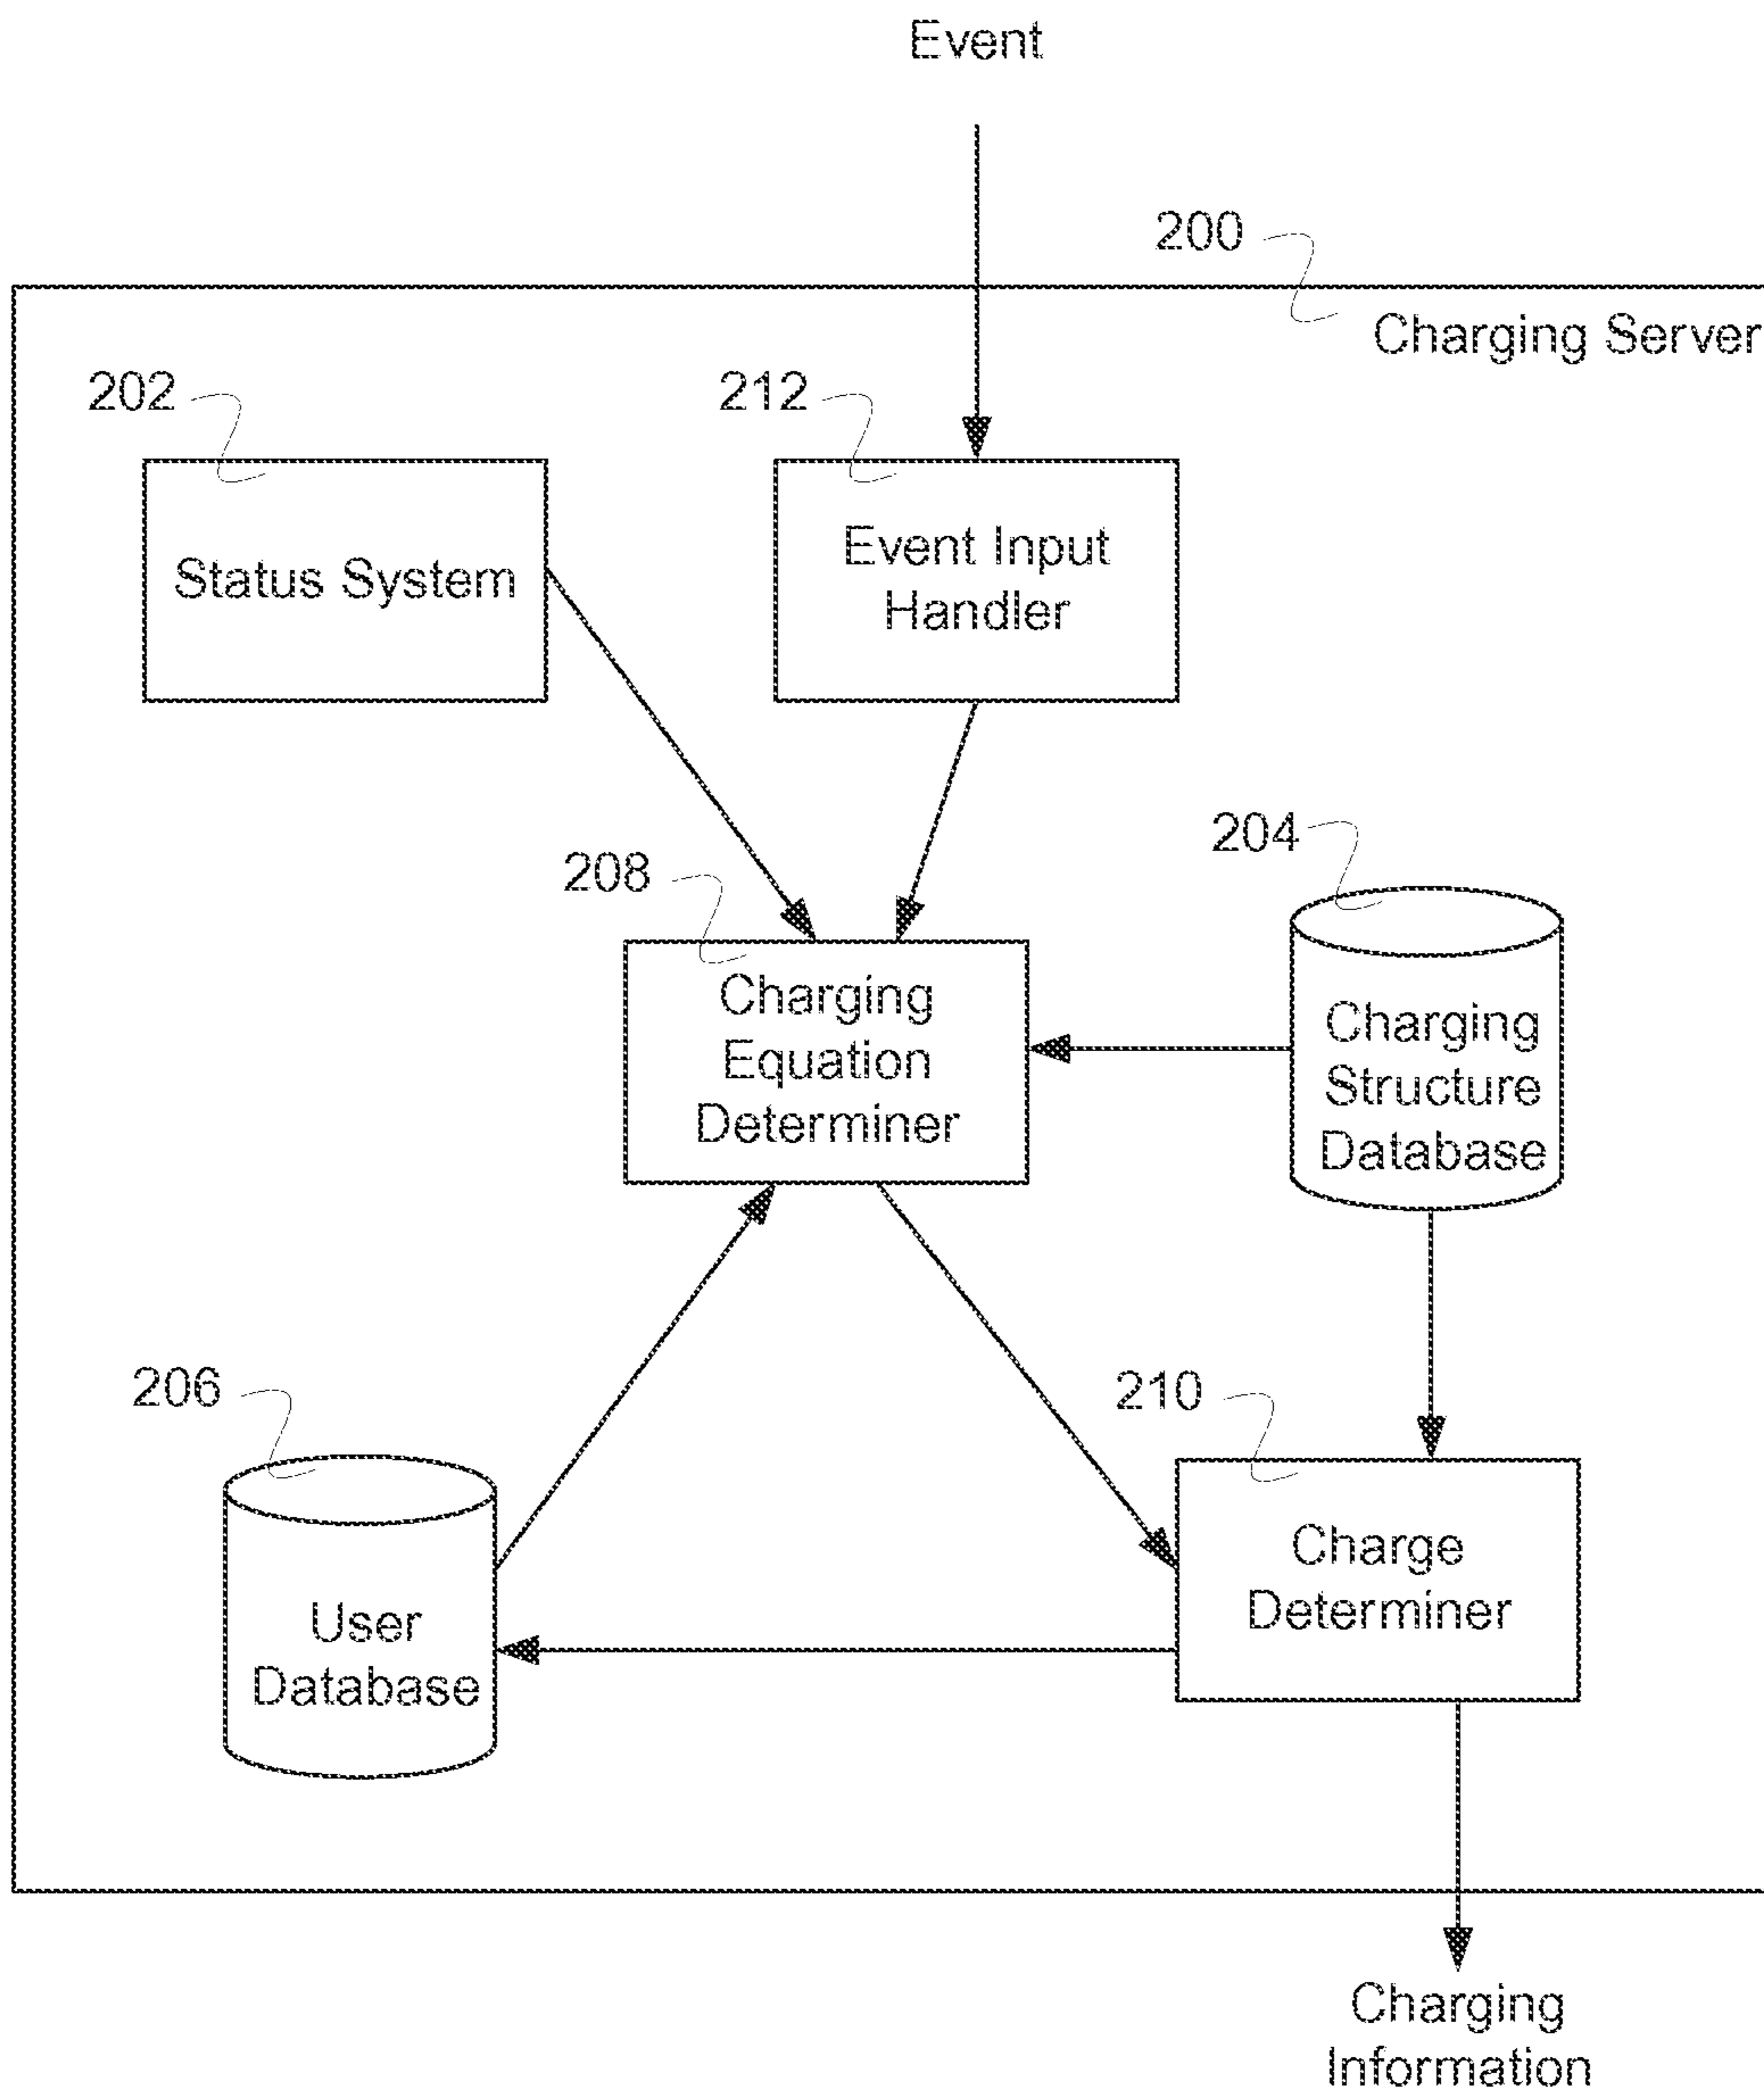 Event
200
Charging Server
202
212
Status System
Event Input
Handler
204
208
Charging
Equation
Determiner
Charging
Structure
Database
206
210
User
Database
Charge
Determiner
Charging
Information